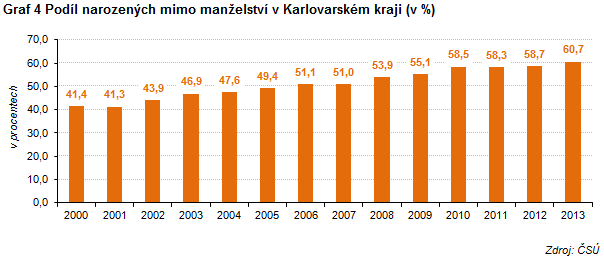 Graf 4 Podíl narozených mimo manželství v Karlovarském kraji (v %)
v procentech
70,0
60,0
50,0
40,0
30,0
20,0
10,0
0,0
41,4 41,3 43,9 46,9 47,6 49,4 51,1 51,0 53,9 55,1 58,5 58,3 58,7 60,7
2000 2001 2002 2003 2004 2005 2006 2007 2008 2009 2010 2011 2012 2013
Zdroj: ČSÚ